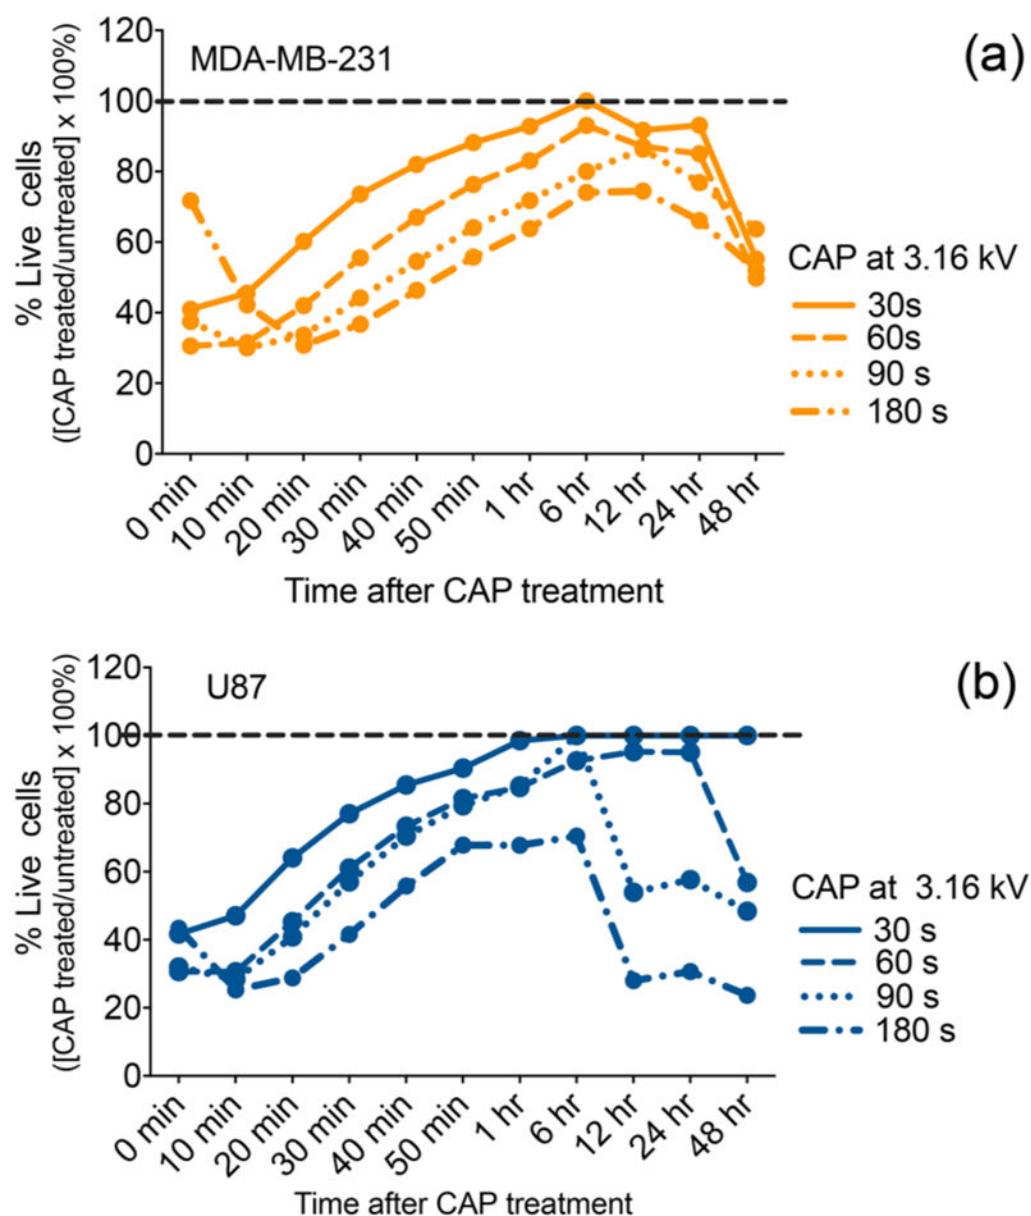 120
MDA-MB-231
(a)
100
80
60
40
20
0
% Live cells
([CAP treated/untreated] x 100%)
CAP at 3.16 kV
30s
60s
90 s
180 s
0 min
10 min
20 min
30 min
40 min
50 min
1 hr
6 hr
12 hr
24 hr
48 hr
Time after CAP treatment
120
U87
(b)
100
80
60
40
20
0
% Live cells
([CAP treated/untreated] x 100%)
CAP at 3.16 kV
30 s
60 s
90 s
180 s
0 min
10 min
20 min
30 min
40 min
50 min
1 hr
6 hr
12 hr
24 hr
48 hr
Time after CAP treatment